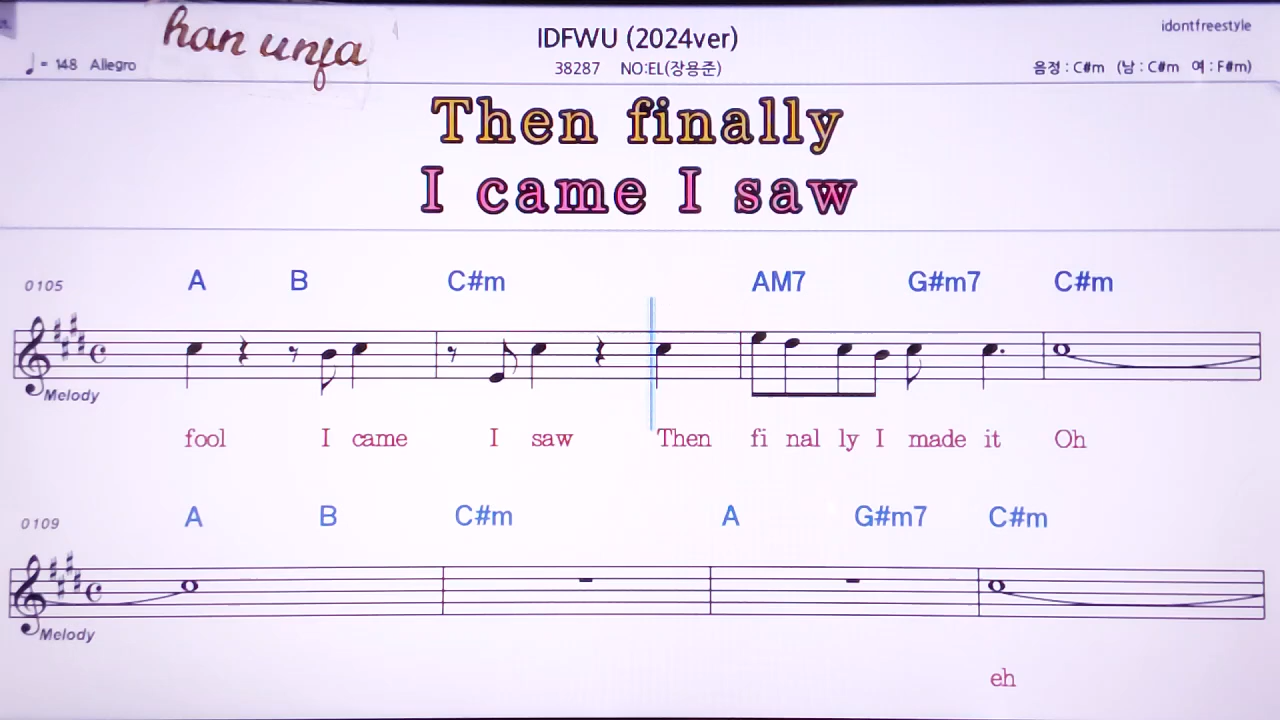 han unfa
IDFWU (2024ver)
idontfreestyle
♩= 148 Allegro
38287 NO:EL(장용준)
음정 : C#m (남 : C#m 여 : F#m)
Then finally
I came I saw
0105 A B C#m AM7 G#m7 C#m
Melody
fool I came I saw Then fi nal ly I made it Oh
0109 A B C#m A G#m7 C#m
Melody
eh